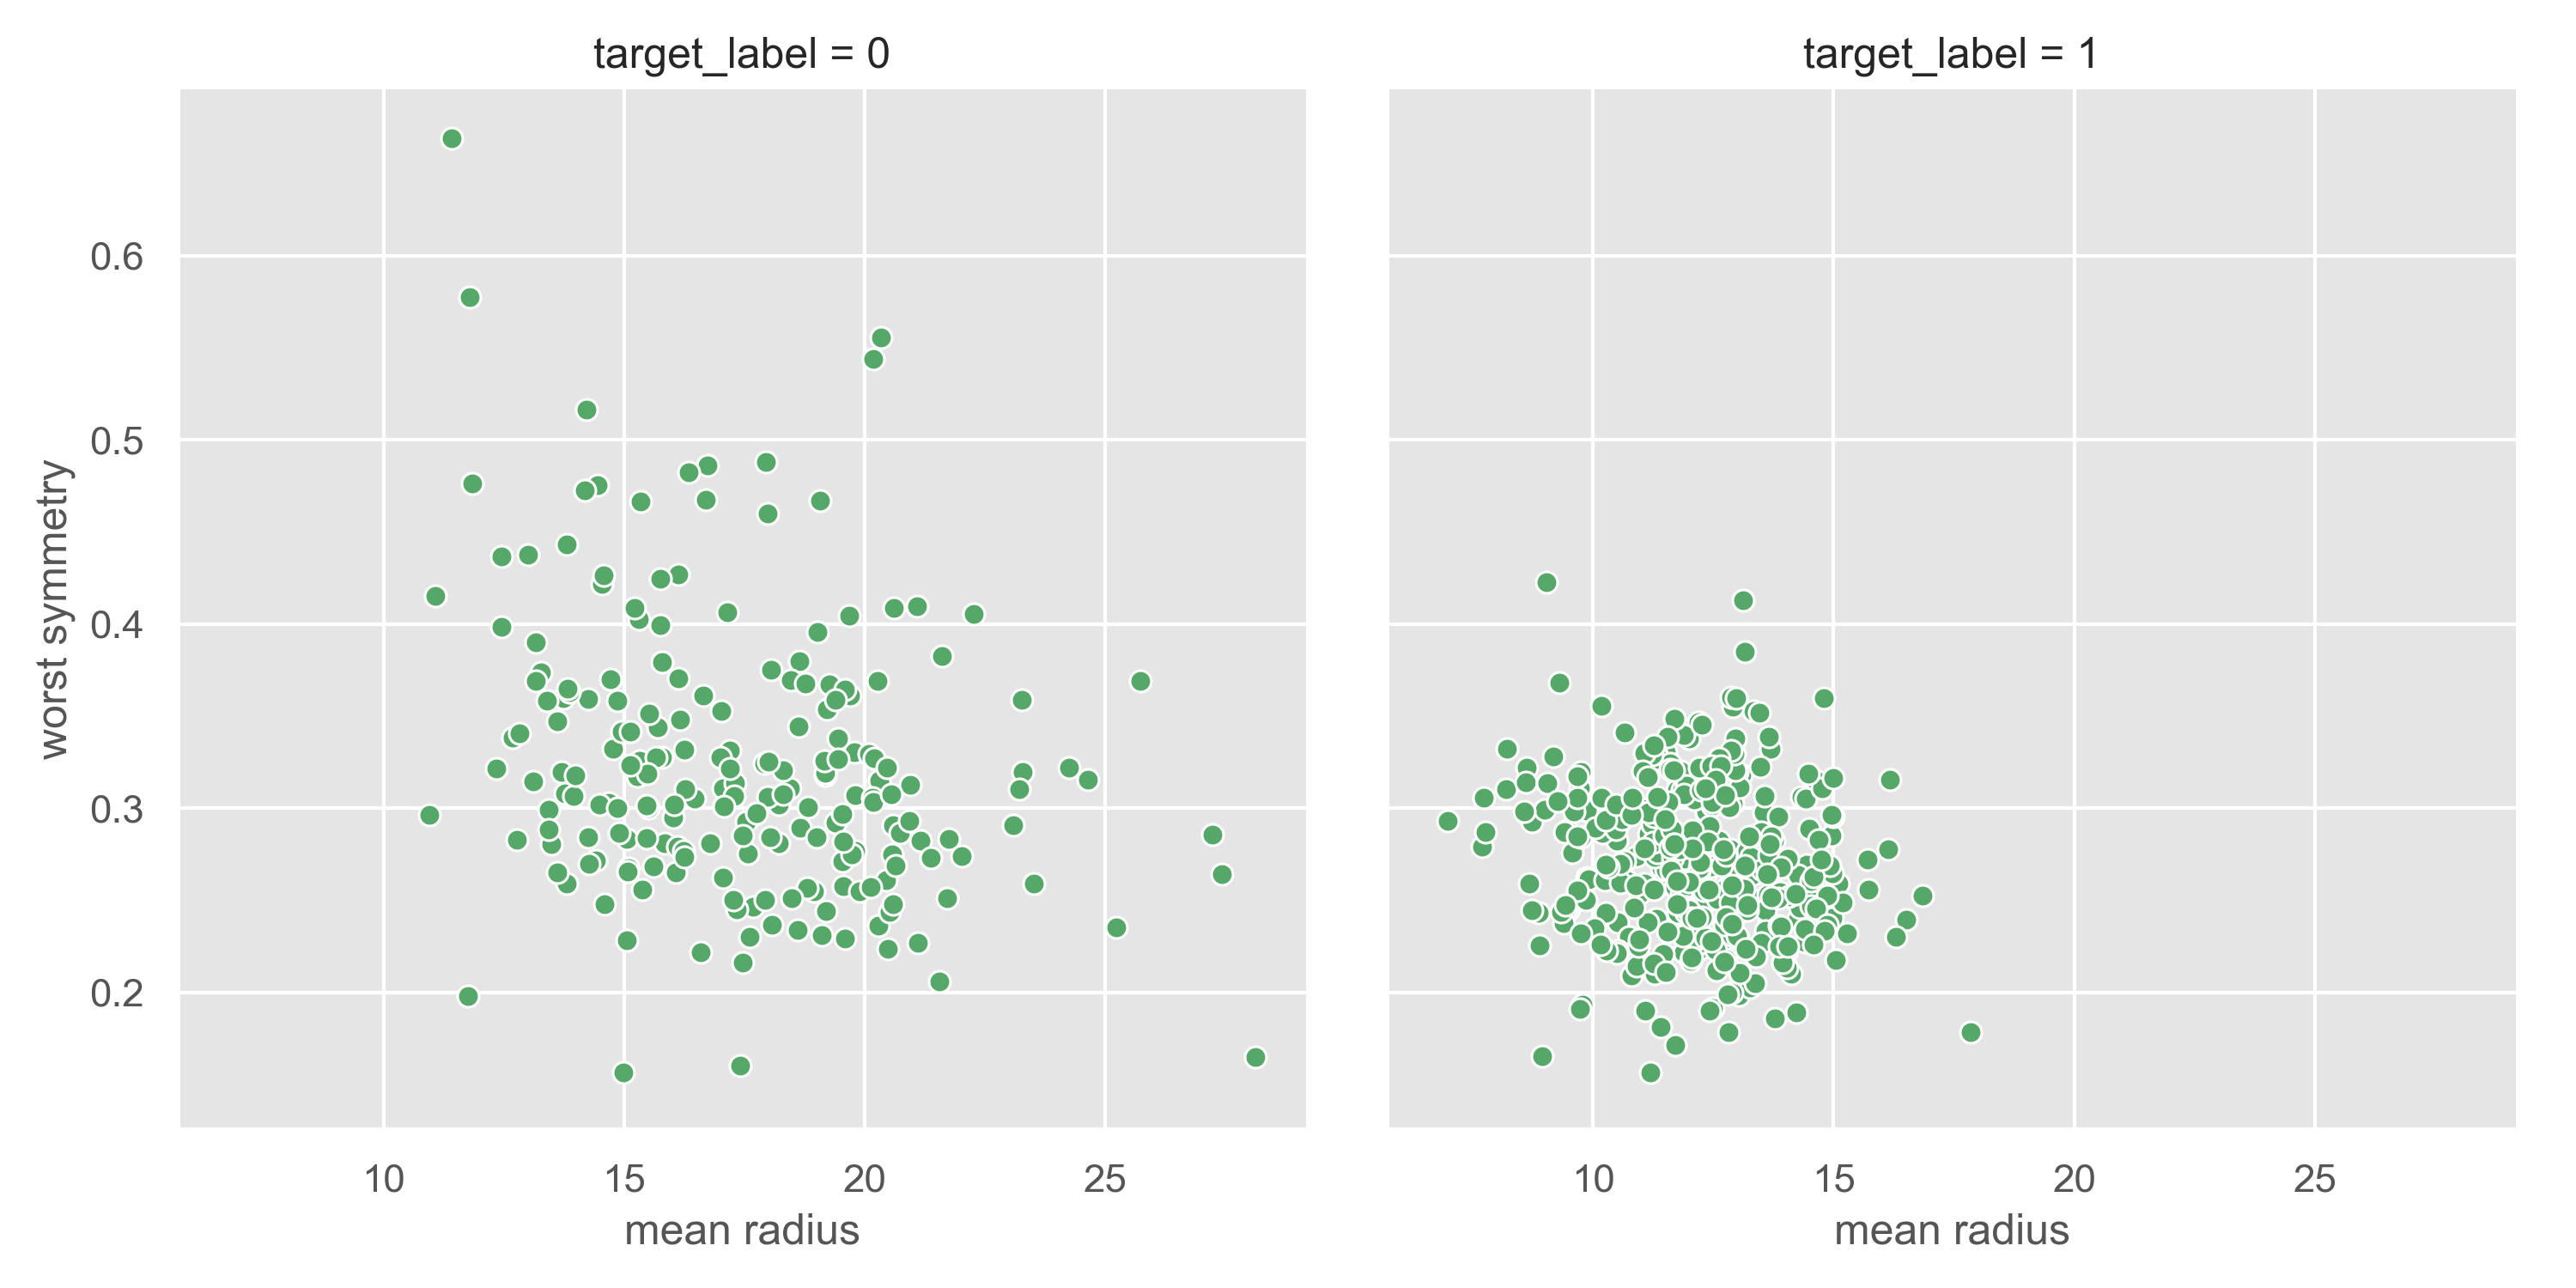 target_label = 0
target_label = 1
worst symmetry
0.6
0.5
0.4
0.3
0.2
10 15 20 25
10 15 20 25
mean radius
mean radius